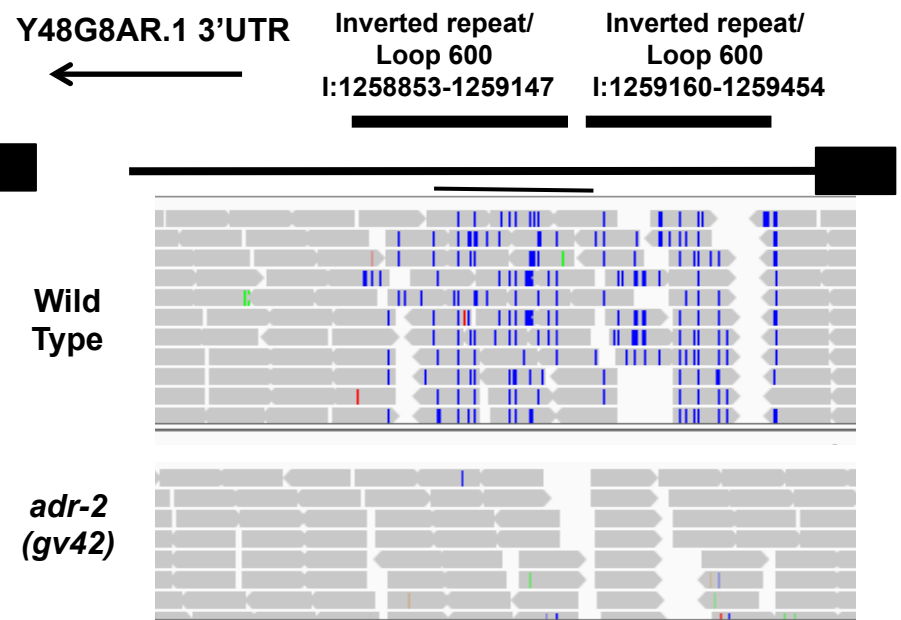 Y48G8AR.1 3’UTR
Inverted repeat/
Loop 600
I:1258853-1259147
Inverted repeat/
Loop 600
I:1259160-1259454
Wild
Type
adr-2
(gv42)